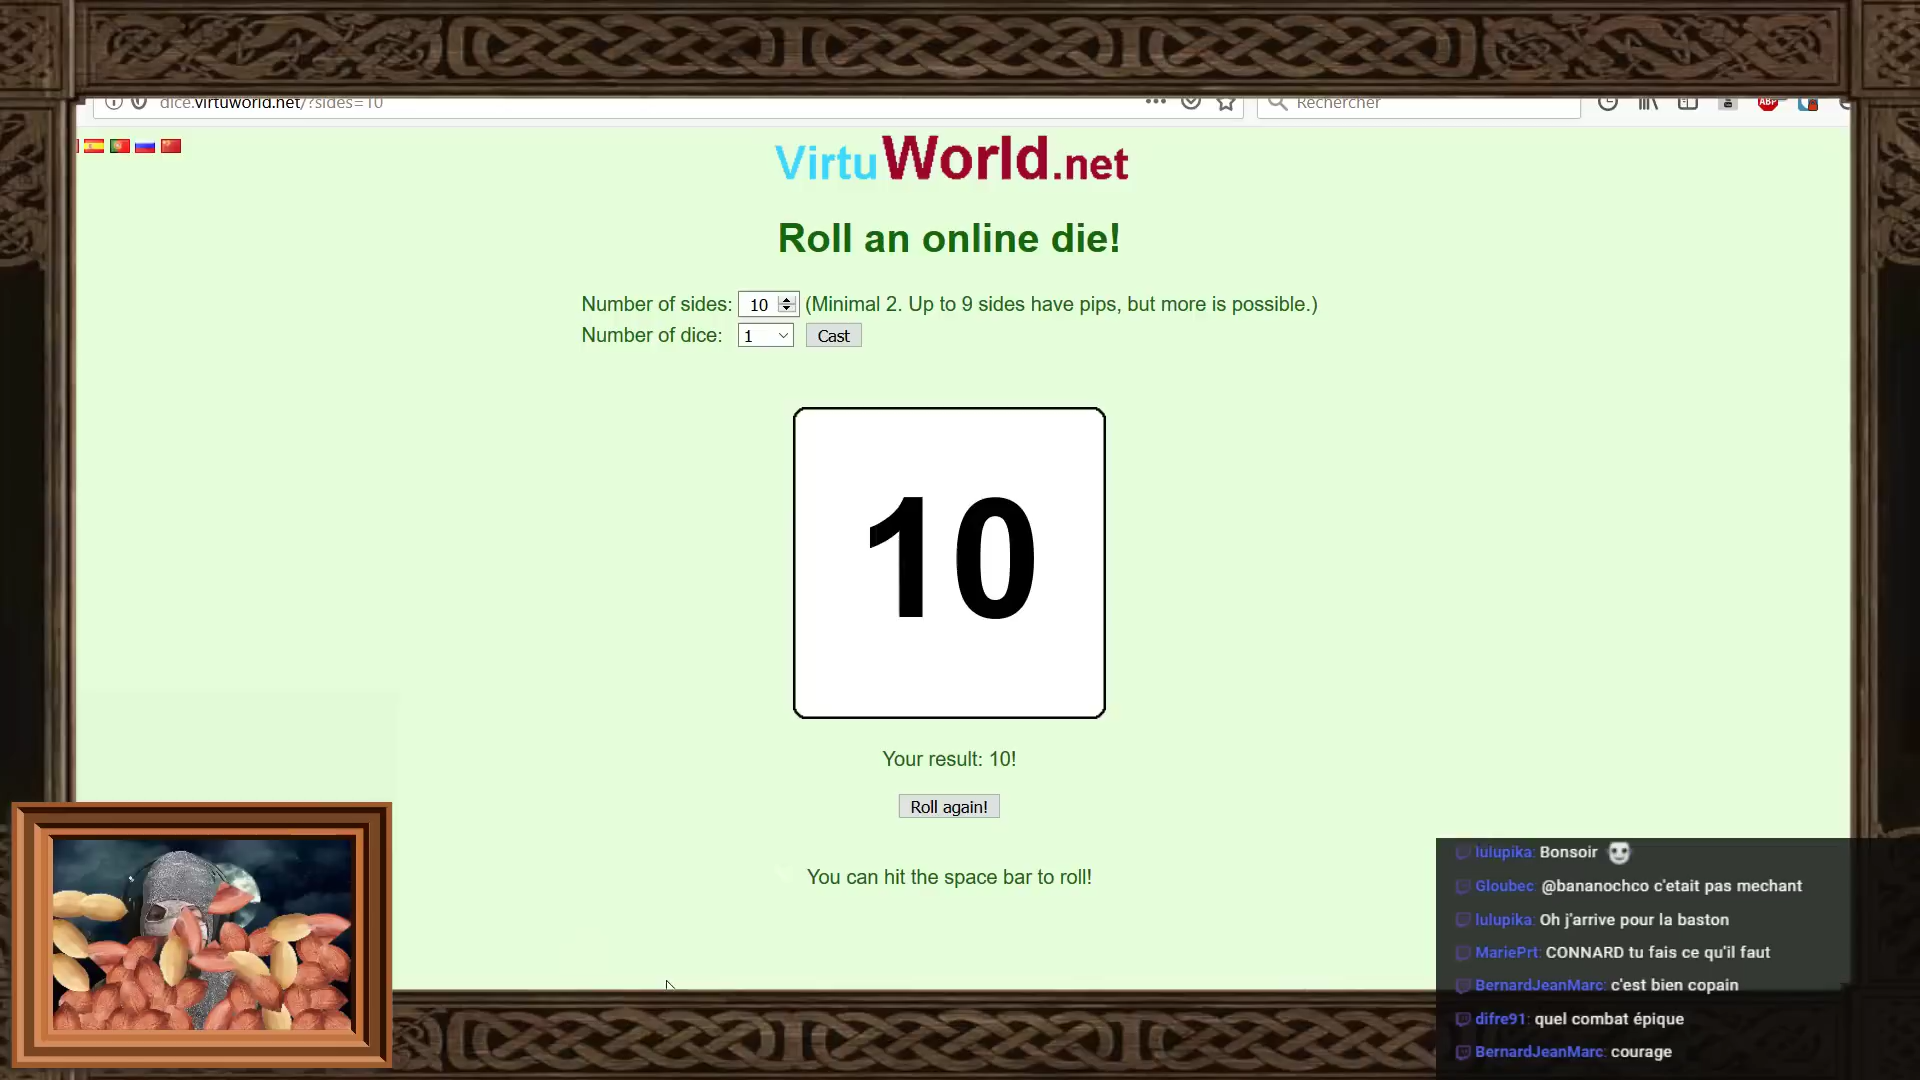 dice.virtuworld.net/?sides=10
Rechercher
ABP
VirtuWorld.net
Roll an online die!
Number of sides: 10 (Minimal 2. Up to 9 sides have pips, but more is possible.)
Number of dice: 1 Cast
10
Your result: 10!
Roll again!
You can hit the space bar to roll!
lulupika: Bonsoir
Gloubec: @bananochco c'etait pas mechant
lulupika: Oh j'arrive pour la baston
MariePrt: CONNARD tu fais ce qu'il faut
BernardJeanMarc: c'est bien copain
difre91: quel combat épique
BernardJeanMarc: courage